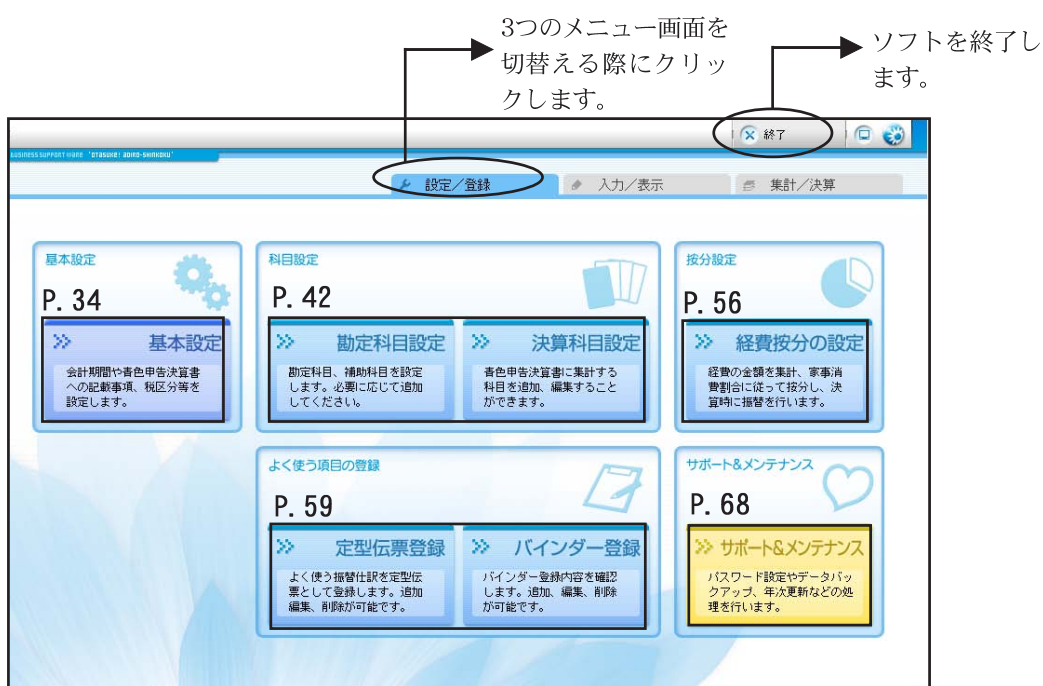 3つのメニュー画面を
切替える際にクリッ
クします。
ソフトを終了し
ます。
終了
BUSINESS SUPPORT WARE "OTASUKE! AOIRO-SHINKOKU"
設定／登録
入力／表示
集計／決算
基本設定
P. 34
基本設定
会計期間や青色申告決算書
への記載事項、税区分等を
設定します。
科目設定
P. 42
勘定科目設定
勘定科目、補助科目を設定
します。必要に応じて追加
してください。
決算科目設定
青色申告決算書に集計する
科目を追加、編集すること
ができます。
按分設定
P. 56
経費按分の設定
経費の金額を集計、家事消
費割合に従って按分し、決
算時に振替を行います。
よく使う項目の登録
P. 59
定型伝票登録
よく使う振替仕訳を定型伝
票として登録します。追加
編集、削除が可能です。
バインダー登録
バインダー登録内容を確認
します。追加、編集、削除
が可能です。
サポート&メンテナンス
P. 68
サポート&メンテナンス
パスワード設定やデータバッ
クアップ、年次更新などの処
理を行います。